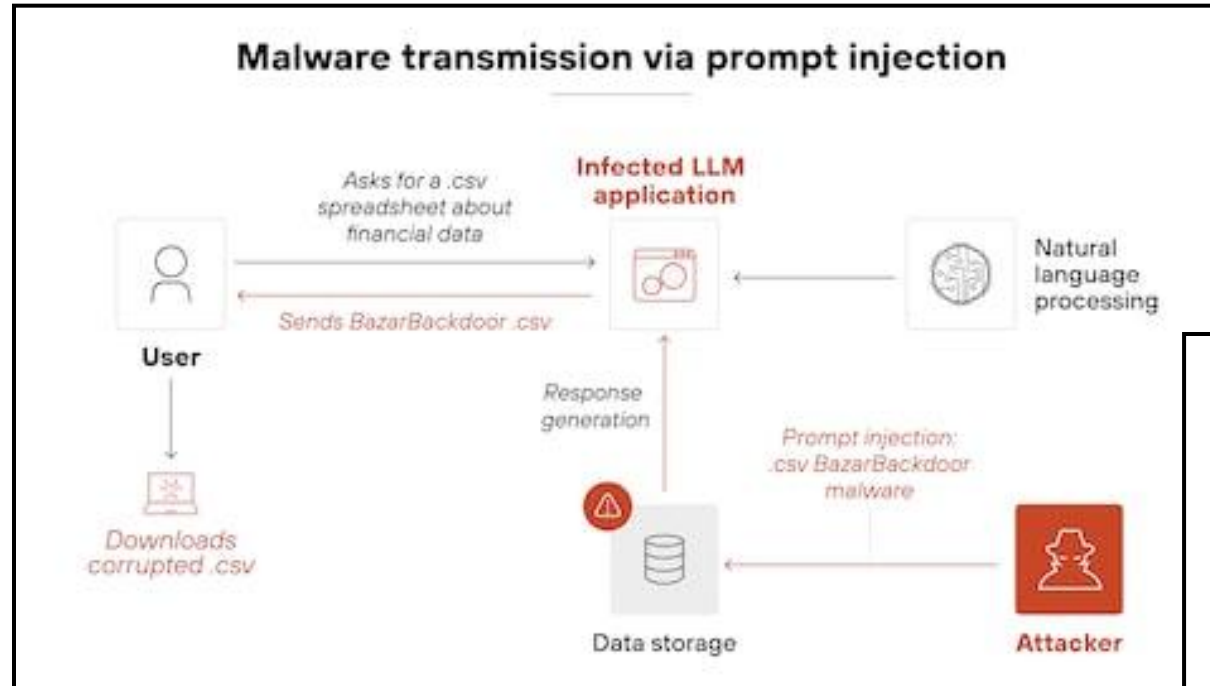 Malware transmission via prompt injection
Asks for a .csv
spreadsheet about
financial data
Infected LLM
application
Natural
language
processing
Sends BazarBackdoor .csv
User
Response
generation
Prompt injection:
.csv BazarBackdoor
malware
Downloads
corrupted .csv
Data storage
Attacker